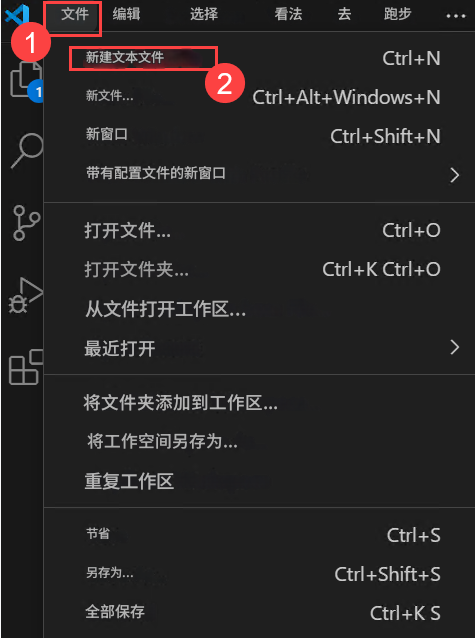 文件 编辑 选择 看法 去 跑步 ...
1
新建文本文件 Ctrl+N
2
新文件... Ctrl+Alt+Windows+N
1
新窗口 Ctrl+Shift+N
带有配置文件的新窗口
打开文件... Ctrl+O
打开文件夹... Ctrl+K Ctrl+O
从文件打开工作区...
最近打开
将文件夹添加到工作区...
将工作空间另存为...
重复工作区
节省 Ctrl+S
另存为... Ctrl+Shift+S
全部保存 Ctrl+K S